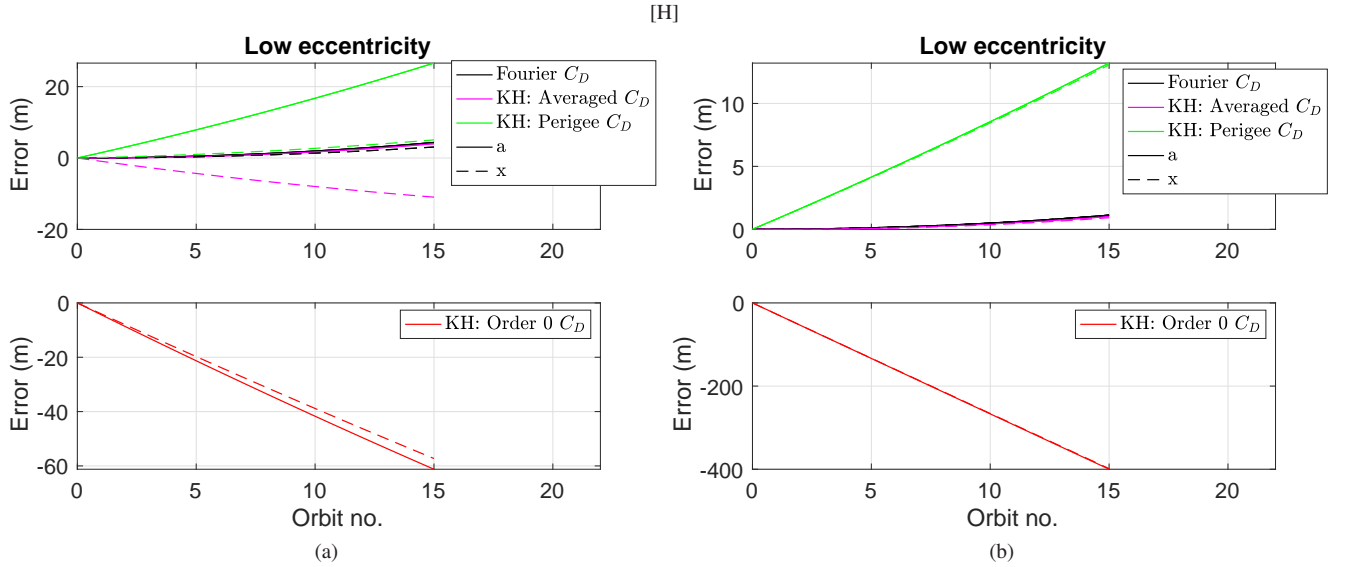 [H]
Low eccentricity
Error (m)
20
0
-20
0
5
10
15
20
Fourier $C_D$
KH: Averaged $C_D$
KH: Perigee $C_D$
a
x
Error (m)
0
-20
-40
-60
0
5
10
15
20
KH: Order 0 $C_D$
Orbit no.
(a)
Low eccentricity
Error (m)
10
5
0
0
5
10
15
20
Fourier $C_D$
KH: Averaged $C_D$
KH: Perigee $C_D$
a
x
Error (m)
0
-200
-400
0
5
10
15
20
KH: Order 0 $C_D$
Orbit no.
(b)